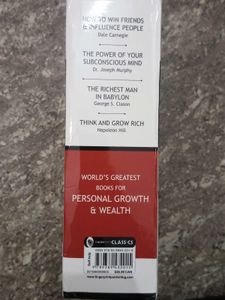 HOW TO WIN FRIENDS
& INFLUENCE PEOPLE
Dale Carnegie
THE POWER OF YOUR
SUBCONSCIOUS MIND
Dr. Joseph Murphy
THE RICHEST MAN
IN BABYLON
George S. Clason
THINK AND GROW RICH
Napoleon Hill
WORLD'S GREATEST
BOOKS FOR
PERSONAL GROWTH
& WEALTH
CLASSICS